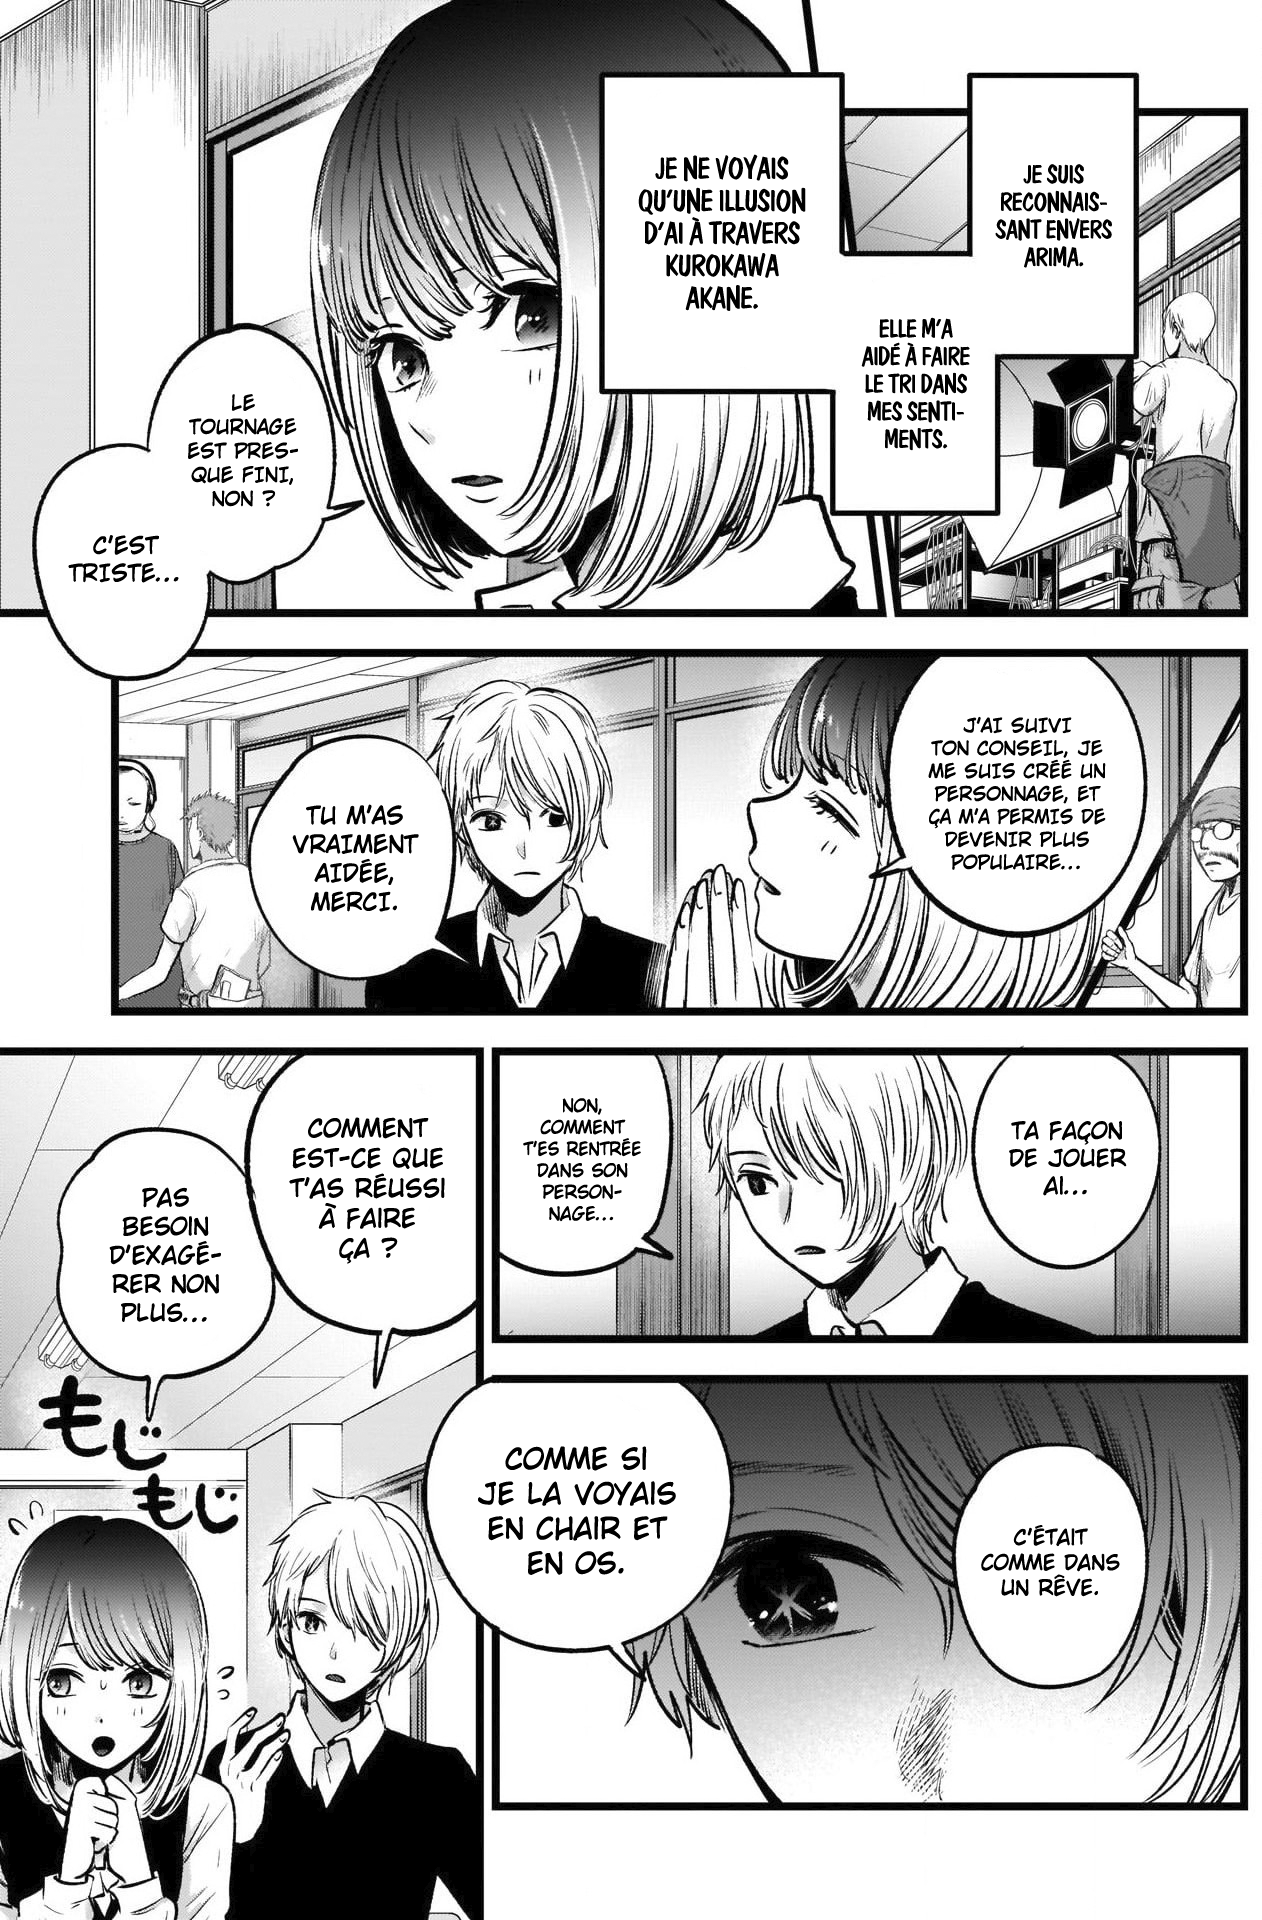 JE SUIS
RECONNAIS-
SANT ENVERS
ARIMA.
ELLE M'A
AIDÉ À FAIRE
LE TRI DANS
MES SENTI-
MENTS.
JE NE VOYAIS
QU'UNE ILLUSION
D'AI À TRAVERS
KUROKAWA
AKANE.
LE
TOURNAGE
EST PRES-
QUE FINI,
NON ?
C'EST
TRISTE...
J'AI SUIVI
TON CONSEIL, JE
ME SUIS CRÉÉ UN
PERSONNAGE, ET
ÇA M'A PERMIS DE
DEVENIR PLUS
POPULAIRE...
TU M'AS
VRAIMENT
AIDÉE,
MERCI.
TA FAÇON
DE JOUER
AI...
NON,
COMMENT
T'ES RENTRÉE
DANS SON
PERSON-
NAGE...
C'ÉTAIT
COMME DANS
UN RÊVE.
COMME SI
JE LA VOYAIS
EN CHAIR ET
EN OS.
COMMENT
EST-CE QUE
T'AS RÉUSSI
À FAIRE
ÇA ?
PAS
BESOIN
D'EXAGÉ-
RER NON
PLUS...
もじ
もじ